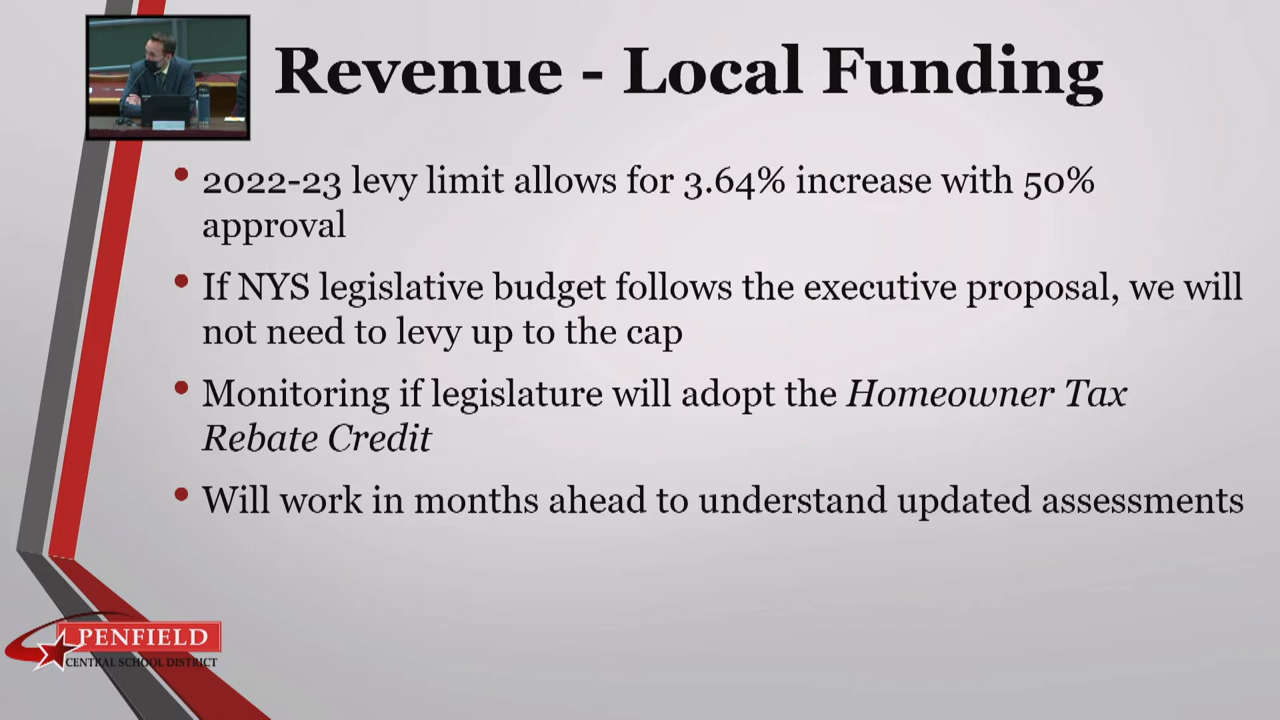 Revenue - Local Funding
2022-23 levy limit allows for 3.64% increase with 50%
approval
If NYS legislative budget follows the executive proposal, we will
not need to levy up to the cap
Monitoring if legislature will adopt the Homeowner Tax
Rebate Credit
Will work in months ahead to understand updated assessments
PENFIELD
CENTRAL SCHOOL DISTRICT